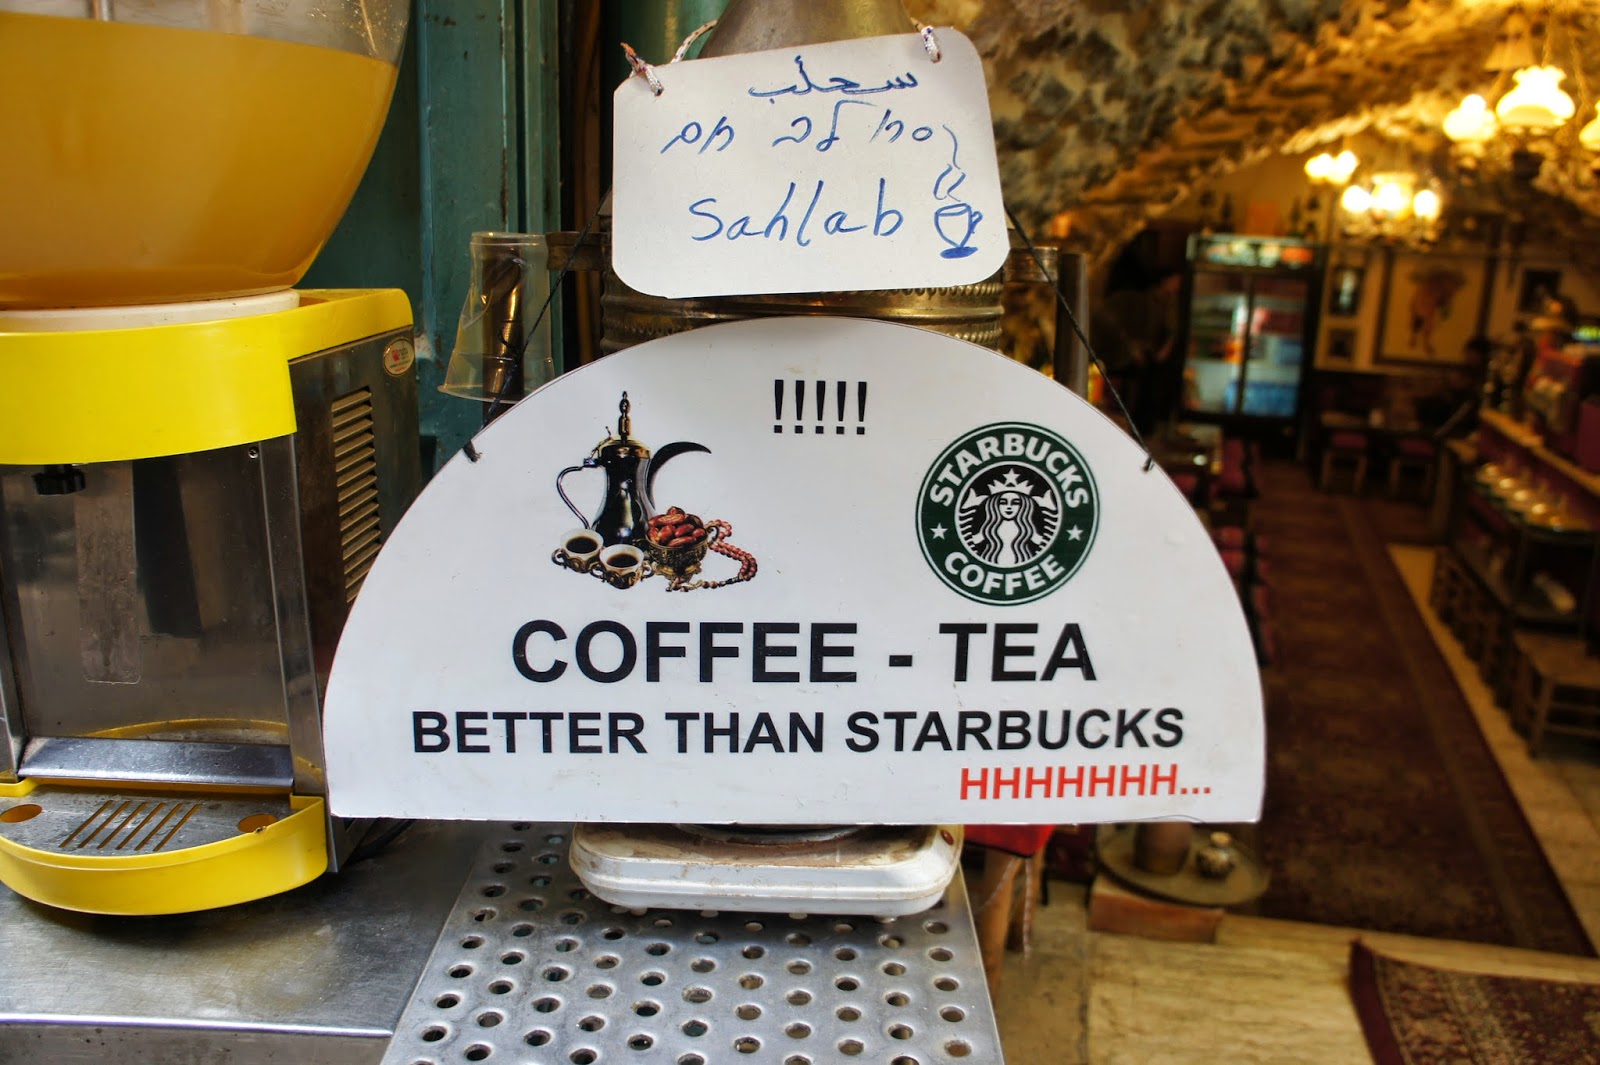 سحلب
סחלב חם
Sahlab
!!!!!
STARBUCKS
COFFEE
COFFEE - TEA
BETTER THAN STARBUCKS
HHHHHHH...